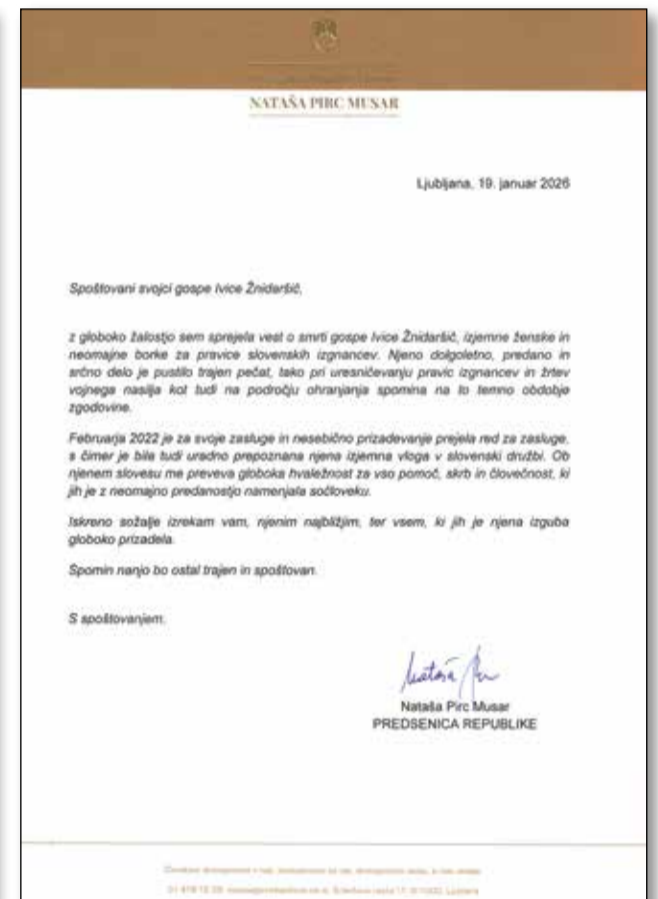 NATAŠA PIRC MUSAR
Ljubljana, 19. januar 2026
Spoštovani svojci gospe Ivice Žnidaršič,
z globoko žalostjo sem sprejela vest o smrti gospe Ivice Žnidaršič, izjemne ženske in
neomajne borke za pravice slovenskih izgnancev. Njeno dolgoletno, predano in
srčno delo je pustilo trajen pečat, tako pri uresničevanju pravic izgnancev in žrtev
vojnega nasilja kot tudi na področju ohranjanja spomina na to temno obdobje
zgodovine.
Februarja 2022 je za svoje zasluge in nesebično prizadevanje prejela red za zasluge,
s čimer je bila tudi uradno prepoznana njena izjemna vloga v slovenski družbi. Ob
njenem slovesu me preveva globoka hvaležnost za vso pomoč, skrb in človečnost, ki
jih je z neomajno predanostjo namenjala sočloveku.
Iskreno sožalje izrekam vam, njenim najbližjim, ter vsem, ki jih je njena izguba
globoko prizadela.
Spomin nanjo bo ostal trajen in spoštovan.
S spoštovanjem.
Nataša Pirc Musar
PREDSENICA REPUBLIKE